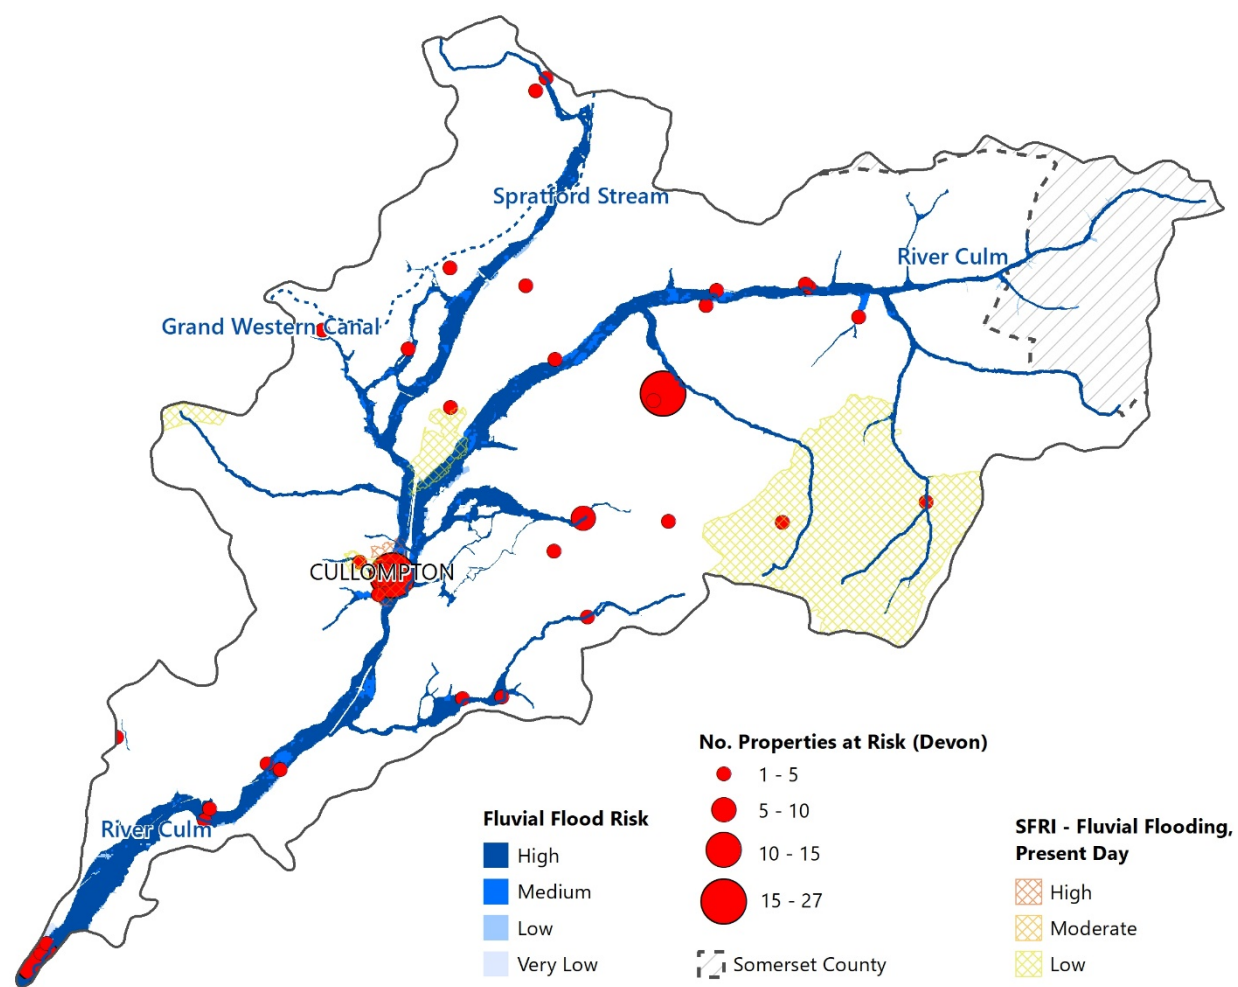 Spratford Stream
River Culm
Grand Western Canal
CULLOMPTON
River Culm
No. Properties at Risk (Devon)
1 - 5
5 - 10
10 - 15
15 - 27
Somerset County
Fluvial Flood Risk
High
Medium
Low
Very Low
SFRI - Fluvial Flooding,
Present Day
High
Moderate
Low